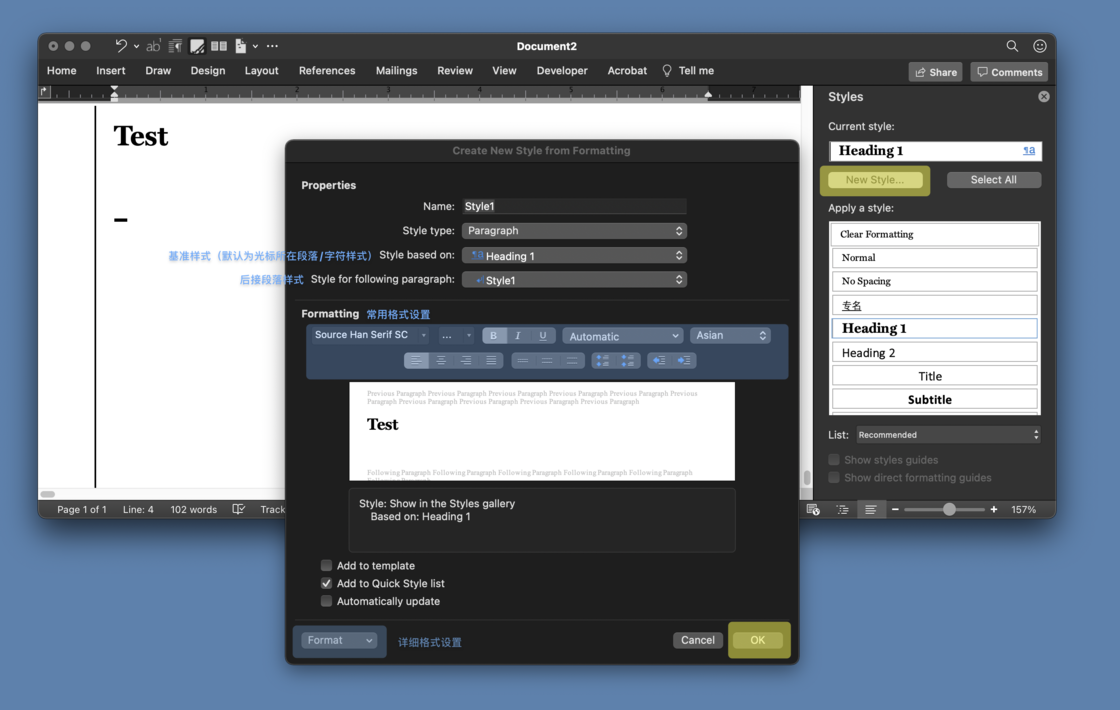 Document2
Home Insert Draw Design Layout References Mailings Review View Developer Acrobat Tell me
Share Comments
1 2 3 4 5 6 7
Test
Styles
Current style:
Heading 1
New Style... Select All
Apply a style:
Clear Formatting
Normal
No Spacing
专名
Heading 1
Heading 2
Title
Subtitle
List: Recommended
Show styles guides
Show direct formatting guides
Create New Style from Formatting
Properties
Name: Style1
Style type: Paragraph
基准样式（默认为光标所在段落/字符样式） Style based on: Heading 1
后接段落样式 Style for following paragraph: Style1
Formatting 常用格式设置
Source Han Serif SC ... B I U Automatic Asian
Previous Paragraph Previous Paragraph Previous Paragraph Previous Paragraph Previous Paragraph Previous
Paragraph Previous Paragraph Previous Paragraph Previous Paragraph Previous Paragraph
Test
Following Paragraph Following Paragraph Following Paragraph Following Paragraph Following Paragraph
Style: Show in the Styles gallery
Based on: Heading 1
Add to template
Add to Quick Style list
Automatically update
Format 详细格式设置 Cancel OK
Page 1 of 1 Line: 4 102 words Track
157%